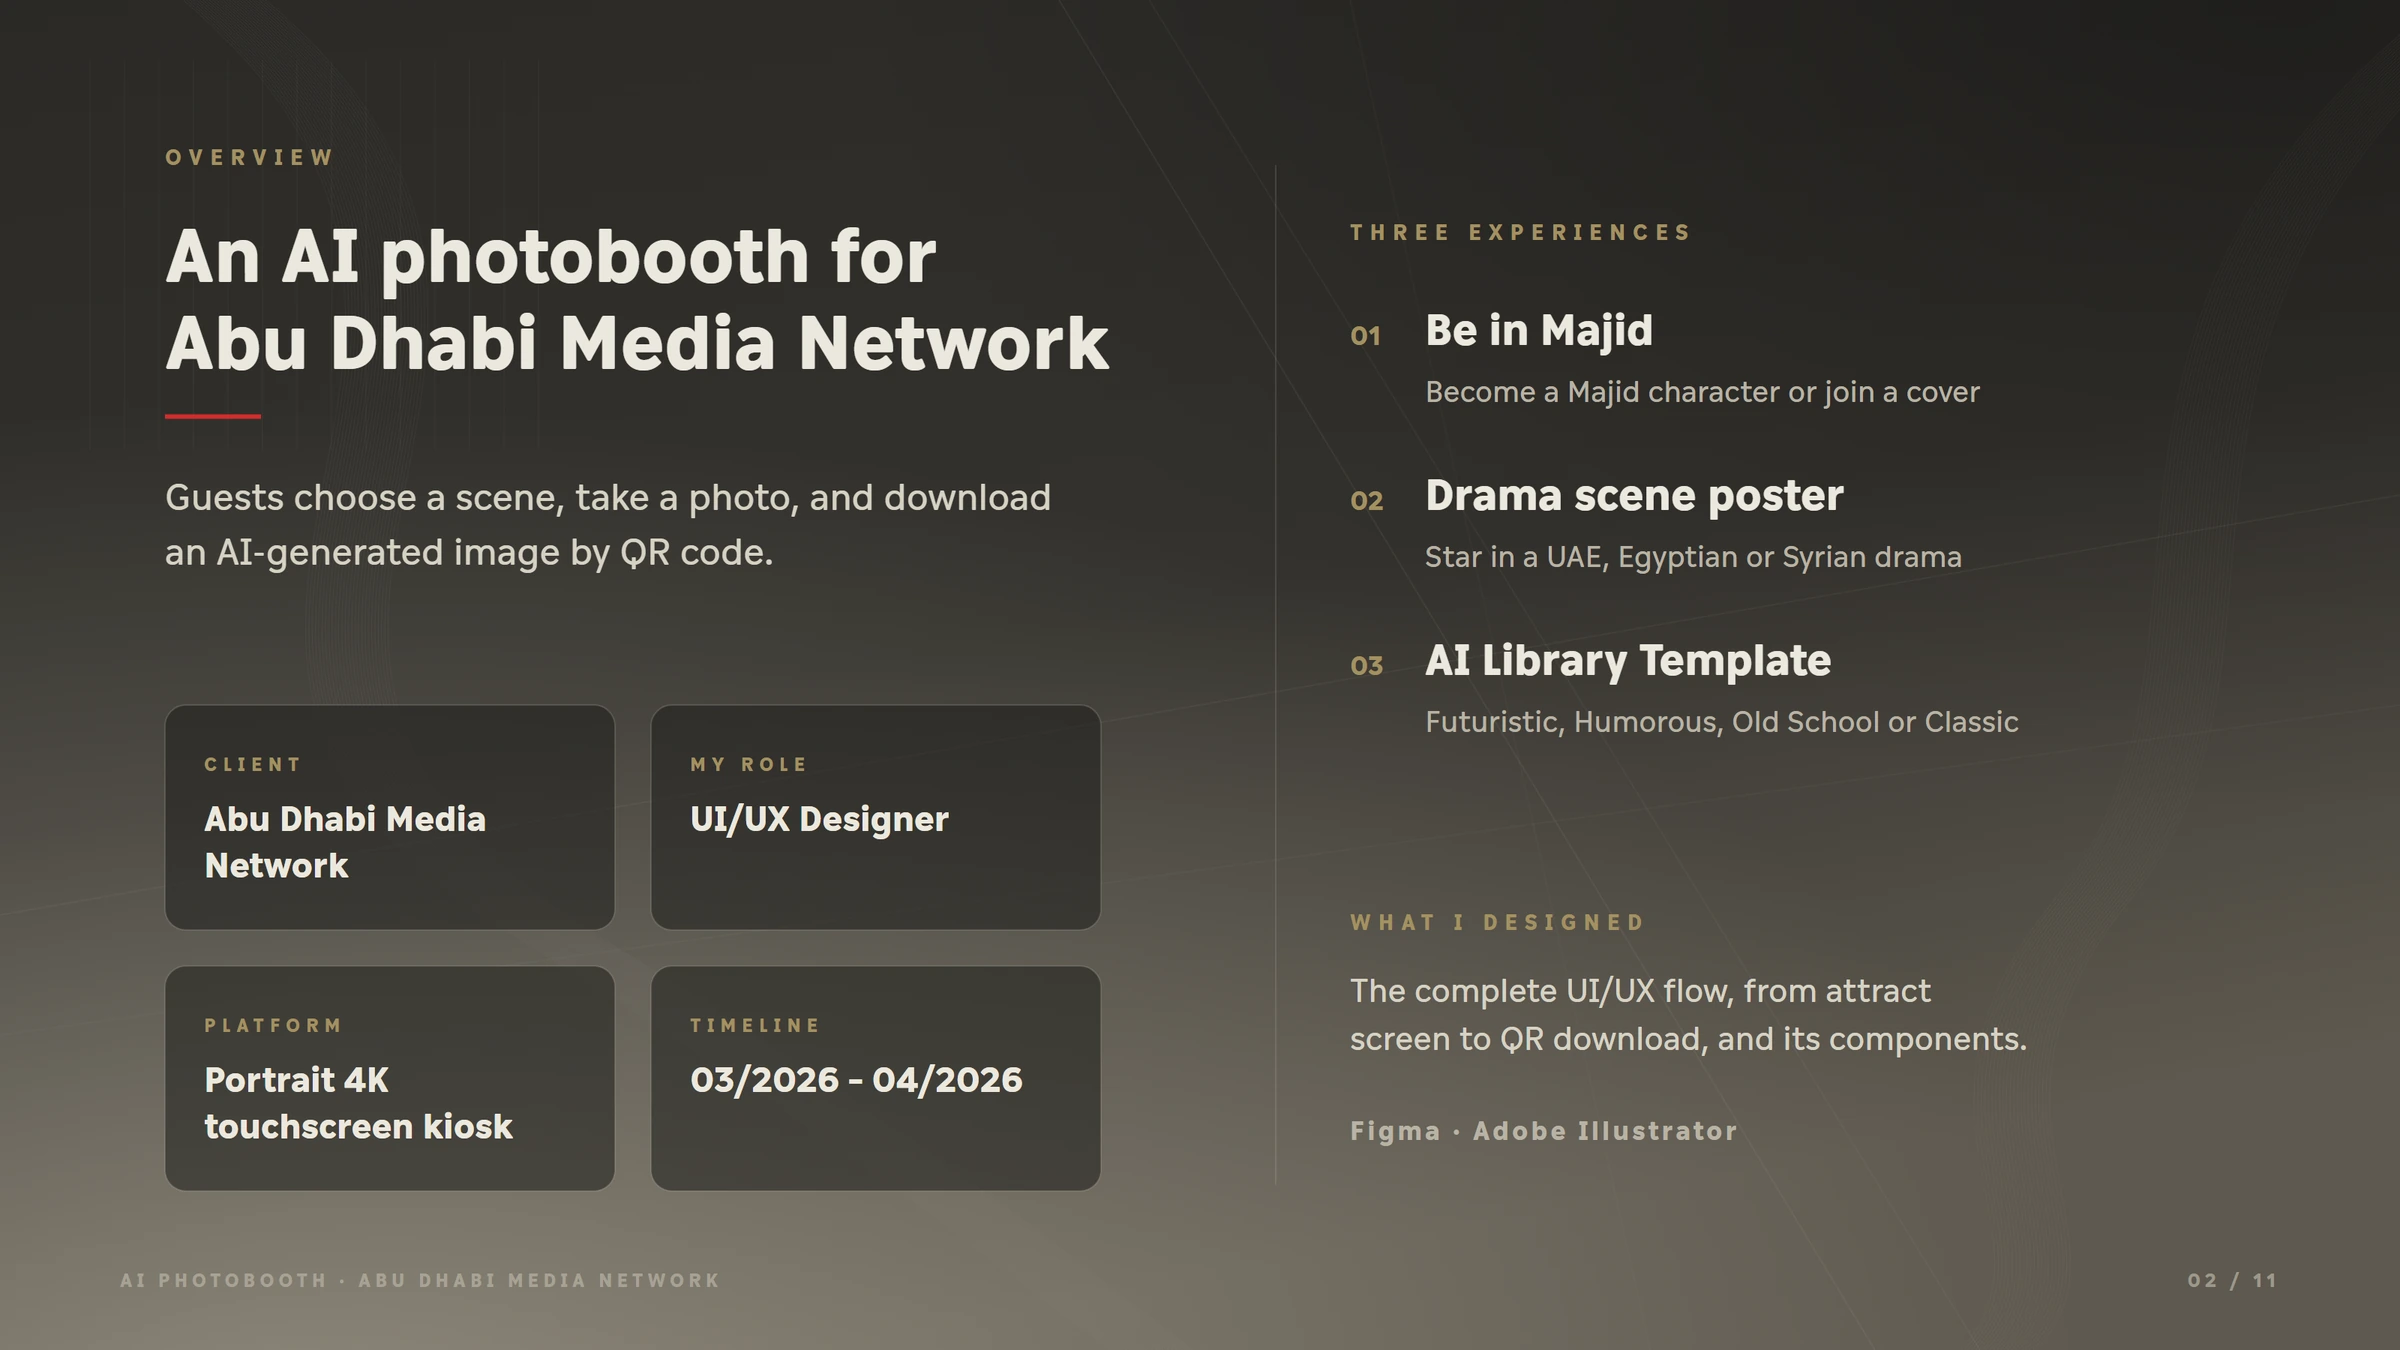 OVERVIEW
An AI photobooth for
Abu Dhabi Media Network
Guests choose a scene, take a photo, and download
an AI-generated image by QR code.
CLIENT
Abu Dhabi Media
Network
MY ROLE
UI/UX Designer
PLATFORM
Portrait 4K
touchscreen kiosk
TIMELINE
03/2026 - 04/2026
THREE EXPERIENCES
01 Be in Majid
Become a Majid character or join a cover
02 Drama scene poster
Star in a UAE, Egyptian or Syrian drama
03 AI Library Template
Futuristic, Humorous, Old School or Classic
WHAT I DESIGNED
The complete UI/UX flow, from attract
screen to QR download, and its components.
Figma · Adobe Illustrator
AI PHOTOBOOTH · ABU DHABI MEDIA NETWORK
02 / 11